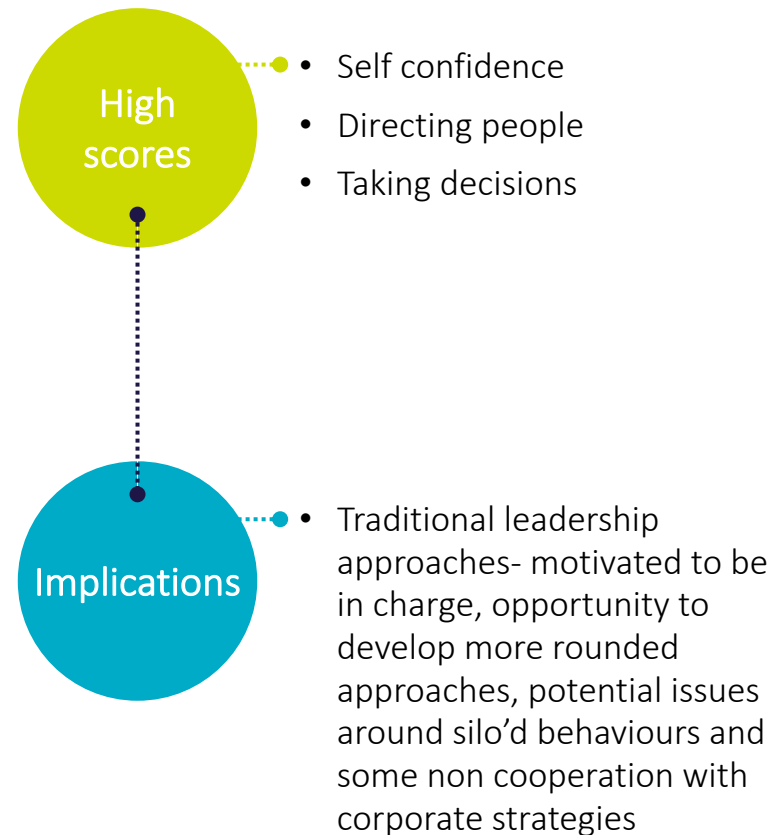 High
scores
• Self confidence
• Directing people
• Taking decisions
Implications
• Traditional leadership
approaches- motivated to be
in charge, opportunity to
develop more rounded
approaches, potential issues
around silo’d behaviours and
some non cooperation with
corporate strategies